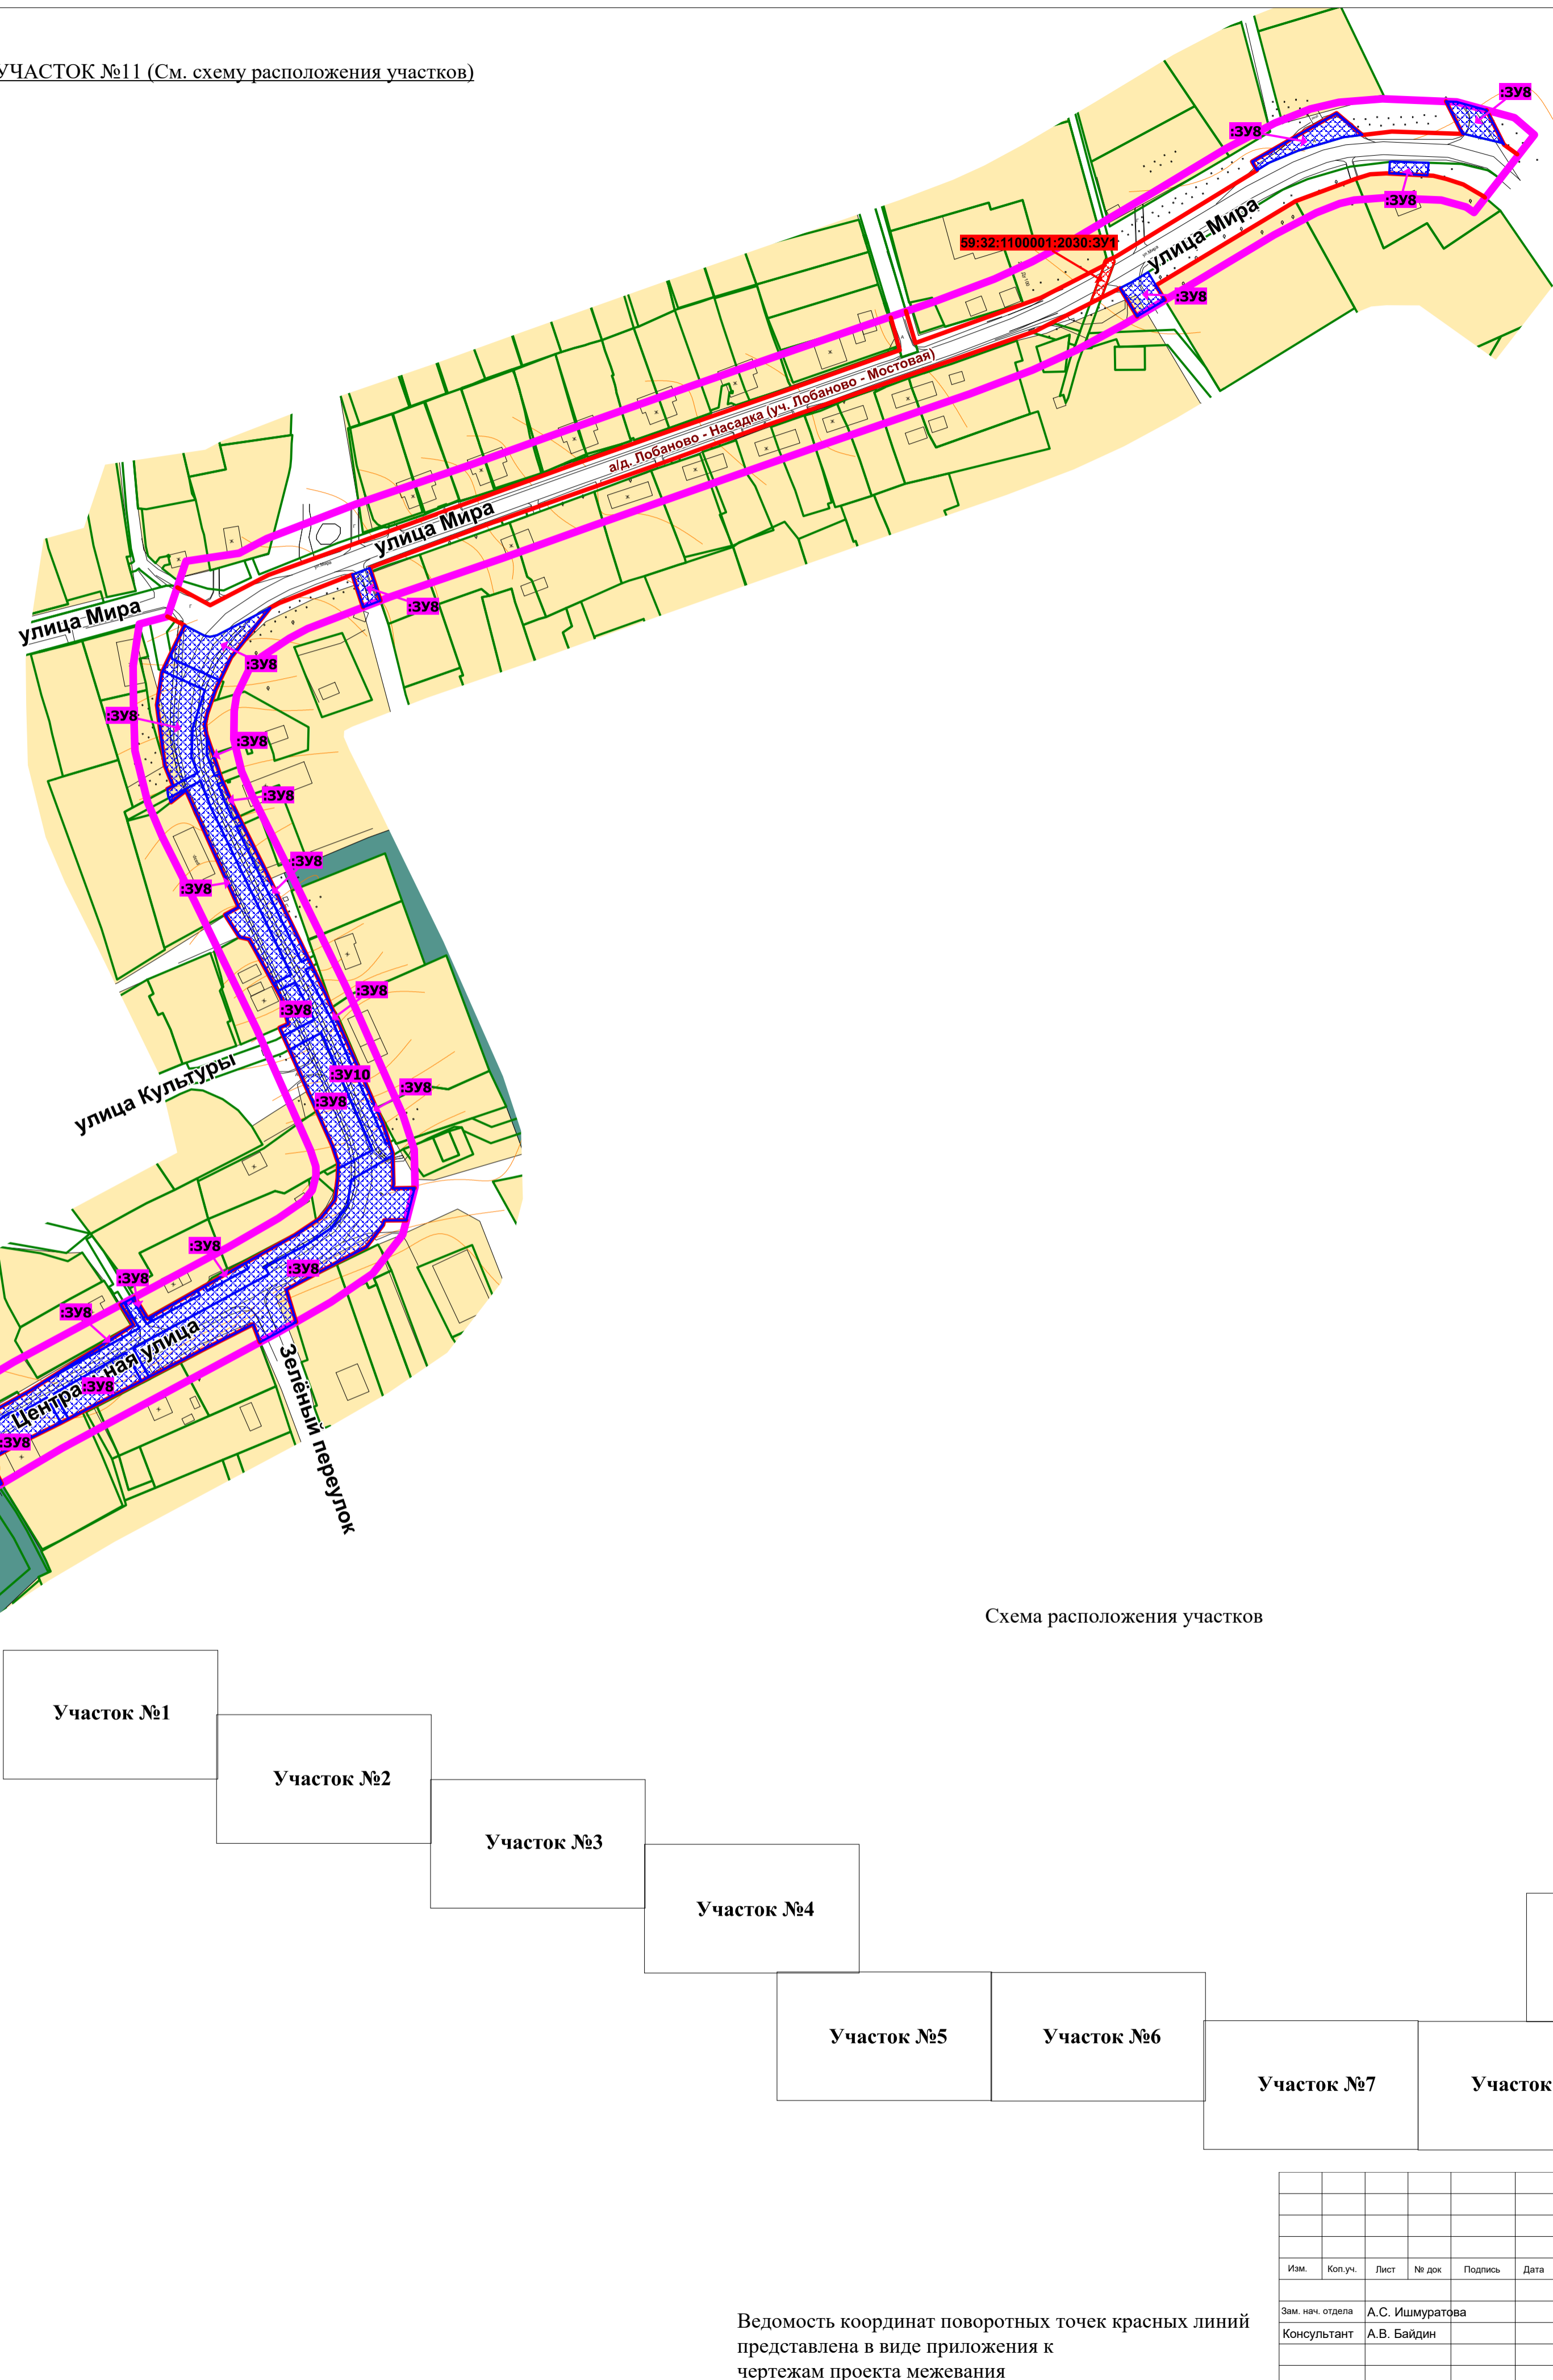 УЧАСТОК №11 (См. схему расположения участков)
:ЗУ8
:ЗУ8
:ЗУ8
улица Мира
59:32:1100001:2030:ЗУ1
ул.Мира
:ЗУ8
а/д. Лобаново - Насадка (уч. Лобаново - Мостовая)
улица Мира
ул.Мира
:ЗУ8
улица Мира
:ЗУ8
:ЗУ8
:ЗУ8
:ЗУ8
:ЗУ8
:ЗУ8
:ЗУ8
:ЗУ8
улица Культуры
:ЗУ10
:ЗУ8
:ЗУ8
:ЗУ8
:ЗУ8
:ЗУ8
:ЗУ8
Центральная улица
:ЗУ8
:ЗУ8
Зелёный переулок
Схема расположения участков
Участок №1
Участок №2
Участок №3
Участок №4
Участок №5
Участок №6
Участок №7
Участок
Изм. Кол.уч. Лист № док Подпись Дата
Зам. нач. отдела А.С. Ишмуратова
Консультант А.В. Байдин
Ведомость координат поворотных точек красных линий
представлена в виде приложения к
чертежам проекта межевания